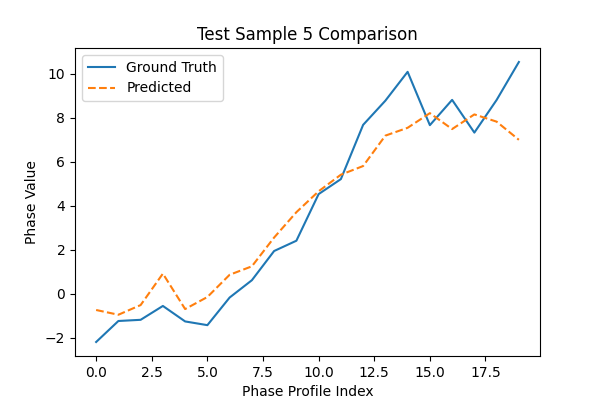 Test Sample 5 Comparison
Ground Truth
Predicted
Phase Value
10
8
6
4
2
0
−2
0.0 2.5 5.0 7.5 10.0 12.5 15.0 17.5
Phase Profile Index